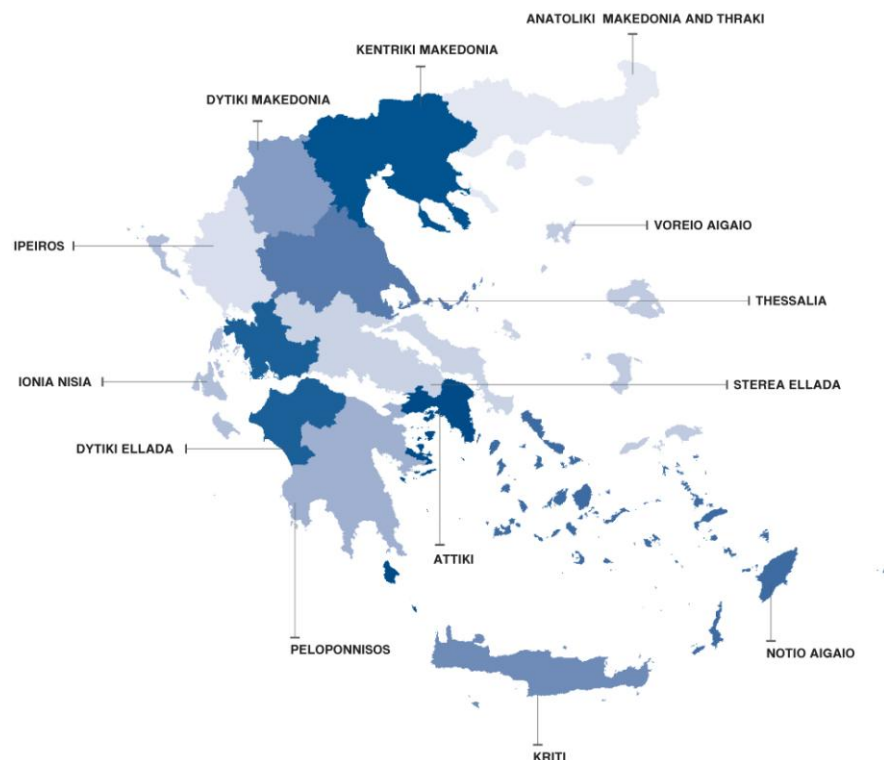 ANATOLIKI MAKEDONIA AND THRAKI
KENTRIKI MAKEDONIA
DYTIKI MAKEDONIA
VOREIO AIGAIO
IPEIROS
THESSALIA
IONIA NISIA
STEREA ELLADA
DYTIKI ELLADA
ATTIKI
PELOPONNISOS
NOTIO AIGAIO
KRITI